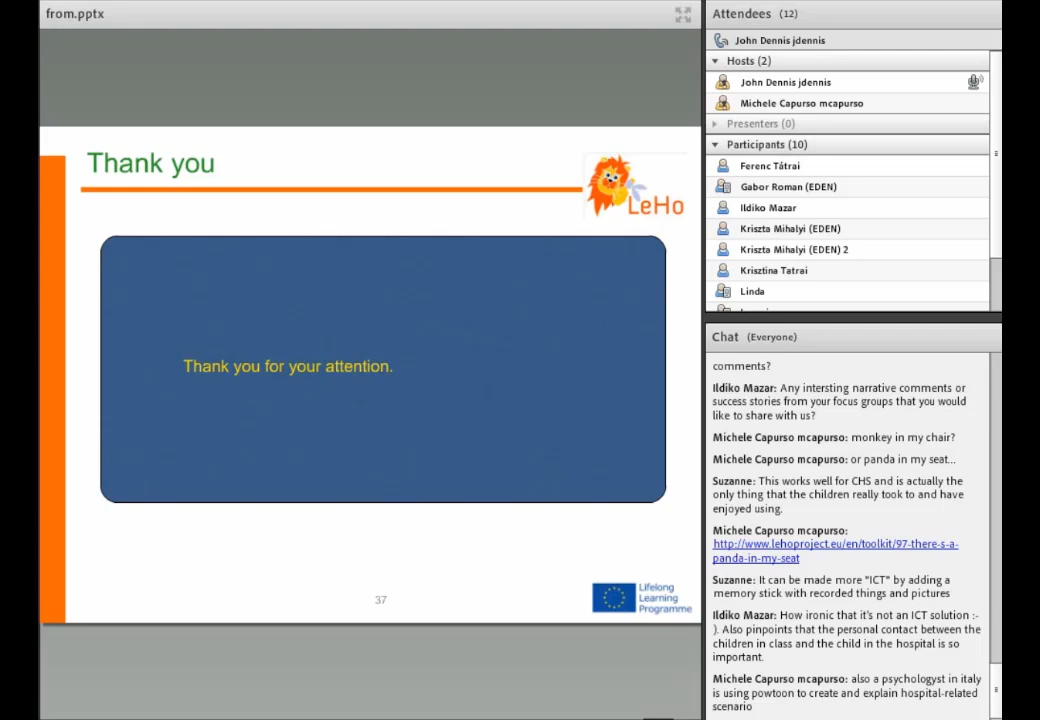 from.pptx
Thank you
LeHo
Thank you for your attention.
37
Lifelong
Learning
Programme
Attendees (12)
John Dennis jdennis
Hosts (2)
John Dennis jdennis
Michele Capurso mcapurso
Presenters (0)
Participants (10)
Ferenc Tátrai
Gabor Roman (EDEN)
Ildiko Mazar
Kriszta Mihalyi (EDEN)
Kriszta Mihalyi (EDEN) 2
Krisztina Tatrai
Linda
Chat (Everyone)
comments?
Ildiko Mazar: Any intersting narrative comments or
success stories from your focus groups that you would
like to share with us?
Michele Capurso mcapurso: monkey in my chair?
Michele Capurso mcapurso: or panda in my seat...
Suzanne: This works well for CHS and is actually the
only thing that the children really took to and have
enjoyed using.
Michele Capurso mcapurso:
http://www.lehoproject.eu/en/toolkit/97-there-s-a-
panda-in-my-seat
Suzanne: It can be made more "ICT" by adding a
memory stick with recorded things and pictures
Ildiko Mazar: How ironic that it's not an ICT solution :-
). Also pinpoints that the personal contact between the
children in class and the child in the hospital is so
important.
Michele Capurso mcapurso: also a psychologyst in italy
is using powtoon to create and explain hospital-related
scenario